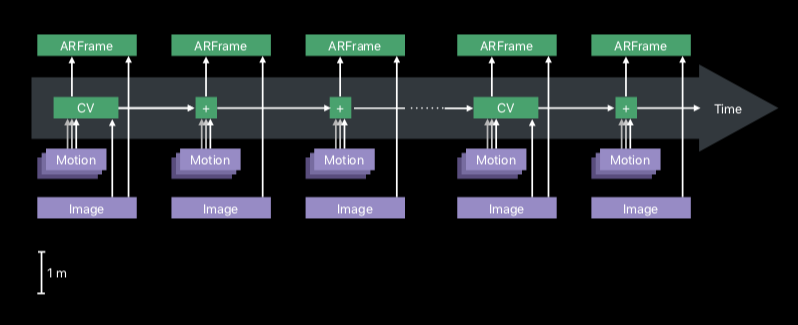 ARFrame ARFrame ARFrame ARFrame ARFrame
CV + + CV + Time
Motion Motion Motion Motion Motion
Image Image Image Image Image
1 m